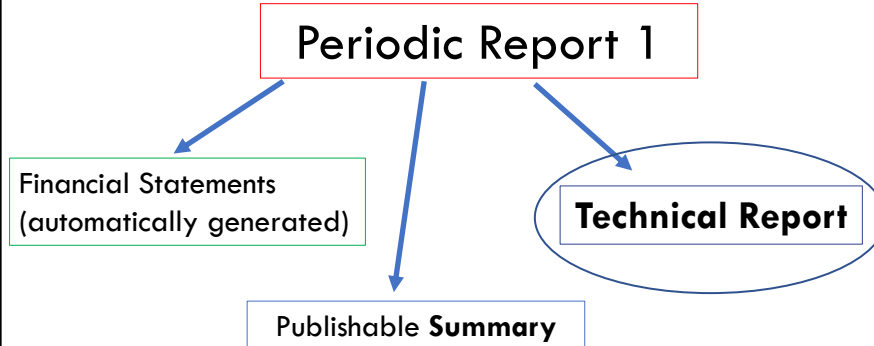 Periodic Report 1
Financial Statements
(automatically generated)
Technical Report
Publishable Summary